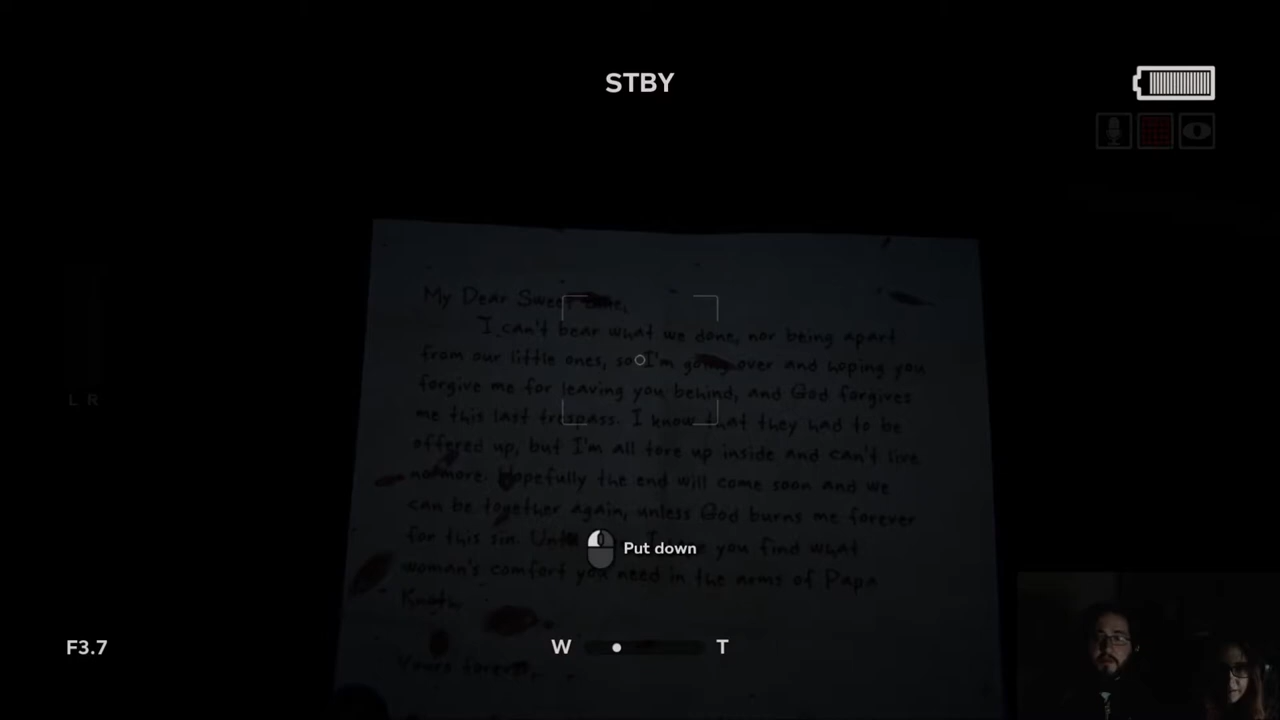 STBY
My Dear Sweet
I can't bear what we done, nor being apart
from our little ones, so I'm going over and hoping you
forgive me for leaving you behind, and God forgives
me this last trespass. I know that they had to be
offered up, but I'm all tore up inside and can't live
no more. Hopefully the end will come soon and we
can be together again, unless God burns me forever
for this sin. Until I hope you find what
Put down
woman's comfort you need in the arms of Papa
Knoth.
L R
F3.7
W T
Yours forever,